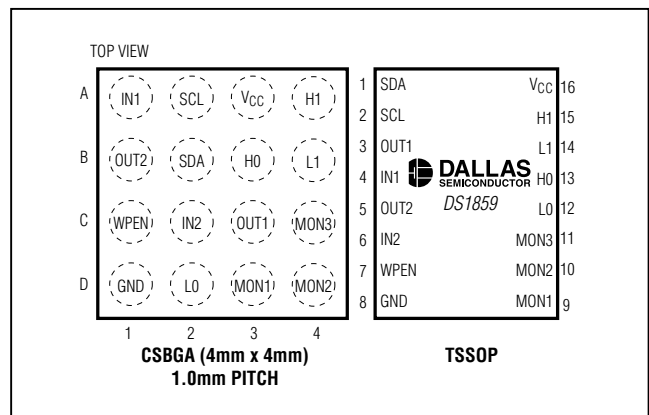 TOP VIEW
A IN1 SCL VCC H1
B OUT2 SDA H0 L1
C WPEN IN2 OUT1 MON3
D GND L0 MON1 MON2
1 2 3 4
CSBGA (4mm x 4mm)
1.0mm PITCH
1 SDA VCC 16
2 SCL H1 15
3 OUT1 L1 14
4 IN1 DALLAS SEMICONDUCTOR H0 13
5 OUT2 DS1859 L0 12
6 IN2 MON3 11
7 WPEN MON2 10
8 GND MON1 9
TSSOP